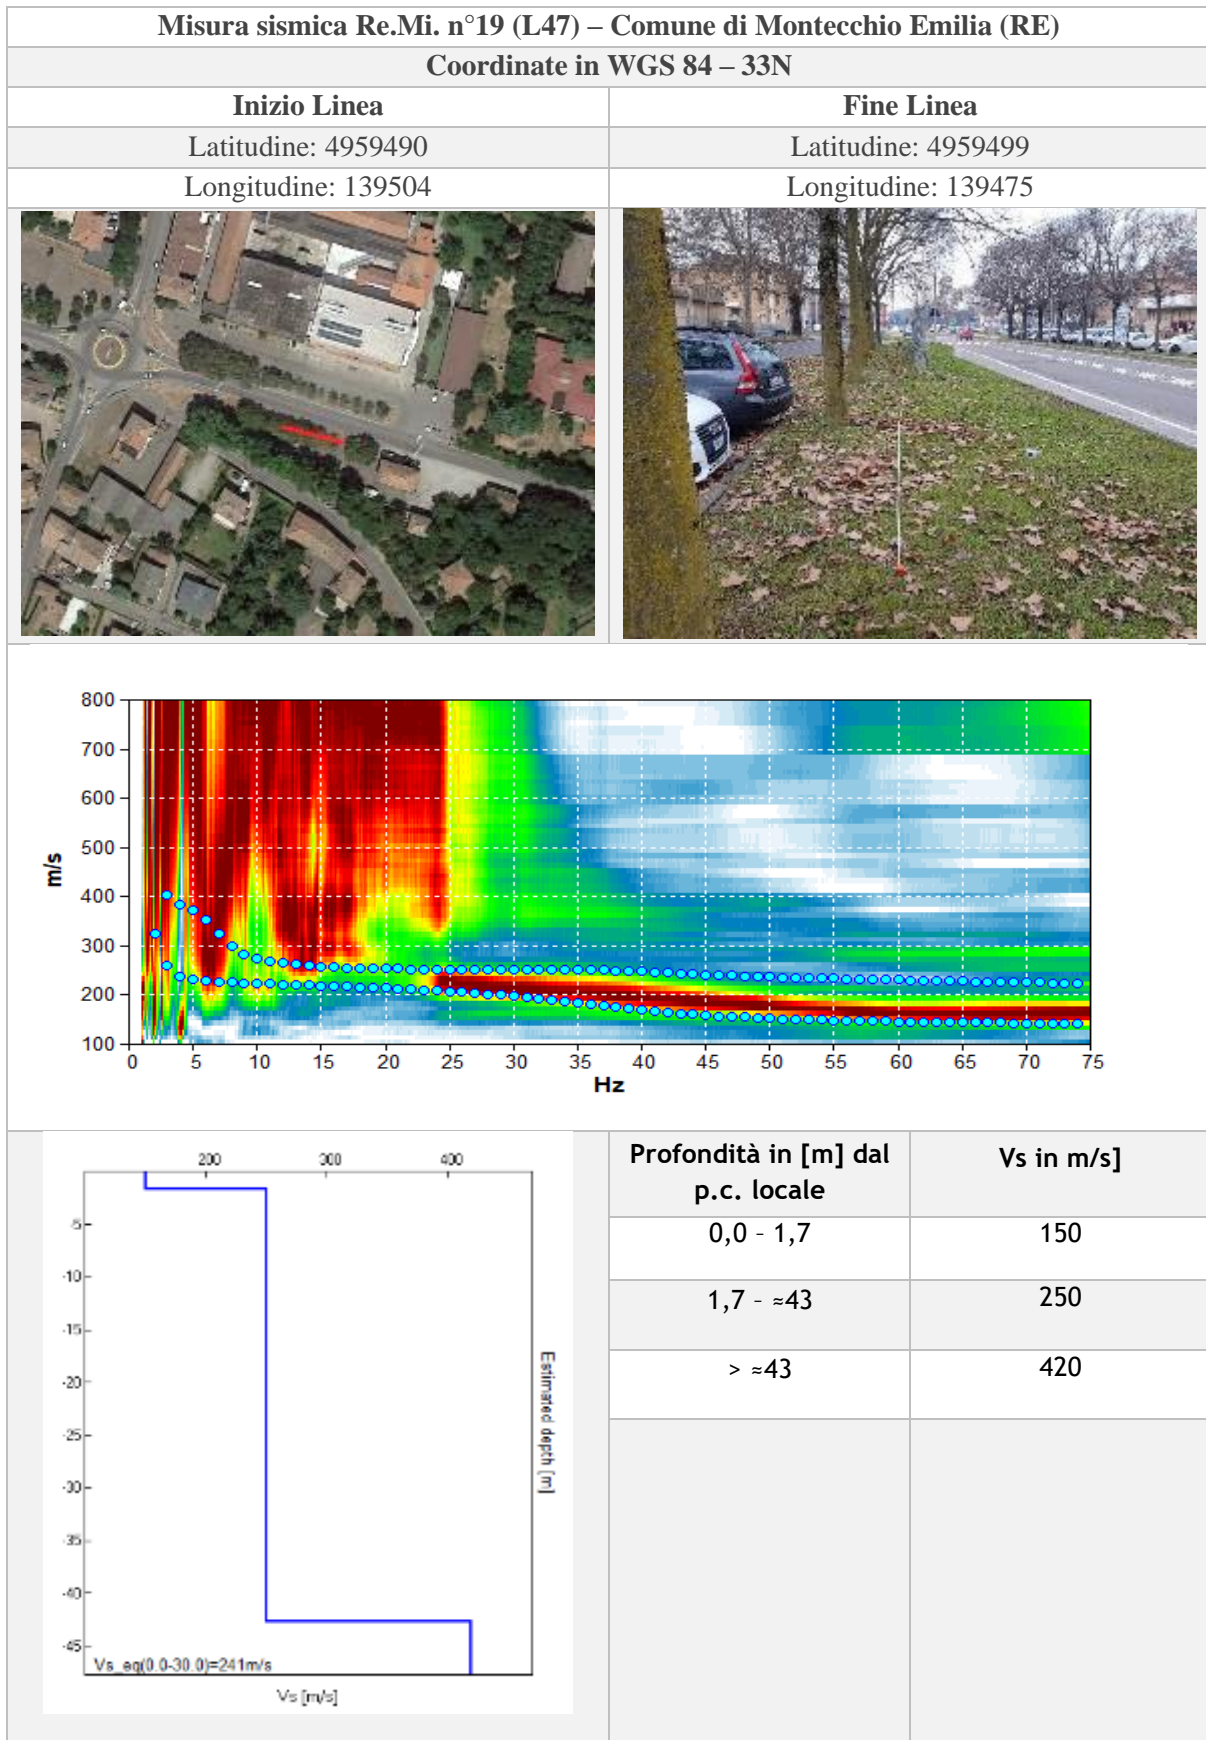 Misura sismica Re.Mi. n°19 (L47) – Comune di Montecchio Emilia (RE)
Coordinate in WGS 84 – 33N
Inizio Linea
Fine Linea
Latitudine: 4959490
Latitudine: 4959499
Longitudine: 139504
Longitudine: 139475
800
700
600
500
400
300
200
100
m/s
0 5 10 15 20 25 30 35 40 45 50 55 60 65 70 75
Hz
200 300 400
-5
-10
-15
-20
-25
-30
-35
-40
-45
Estimated depth [m]
Vs_eq(0.0-30.0)=241m/s
Vs [m/s]
Profondità in [m] dal
p.c. locale
Vs in m/s]
0,0 – 1,7
150
1,7 – ≈43
250
> ≈43
420